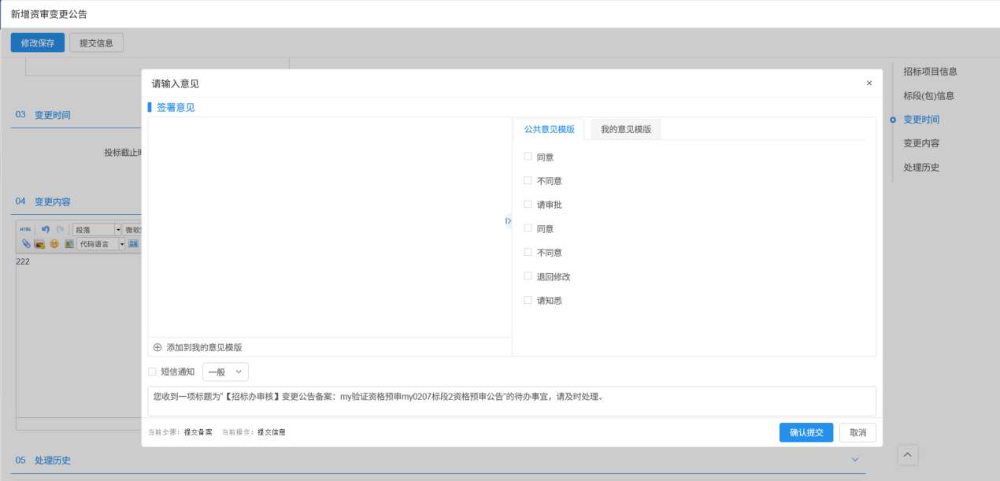 新增资审变更公告
修改保存 提交信息
招标项目信息
标段(包)信息
变更时间
变更内容
处理历史
03 变更时间
投标截止
04 变更内容
HTML 段落 微软
代码语言
222
05 处理历史
请输入意见 ×
签署意见
公共意见模版 我的意见模版
同意
不同意
请审批
同意
不同意
退回修改
请知悉
添加到我的意见模版
短信通知 一般
您收到一项标题为"【招标办审核】变更公告备案：my验证资格预审my0207标段2资格预审公告"的待办事宜，请及时处理。
当前步骤：提交备案 当前操作：提交信息
确认提交 取消